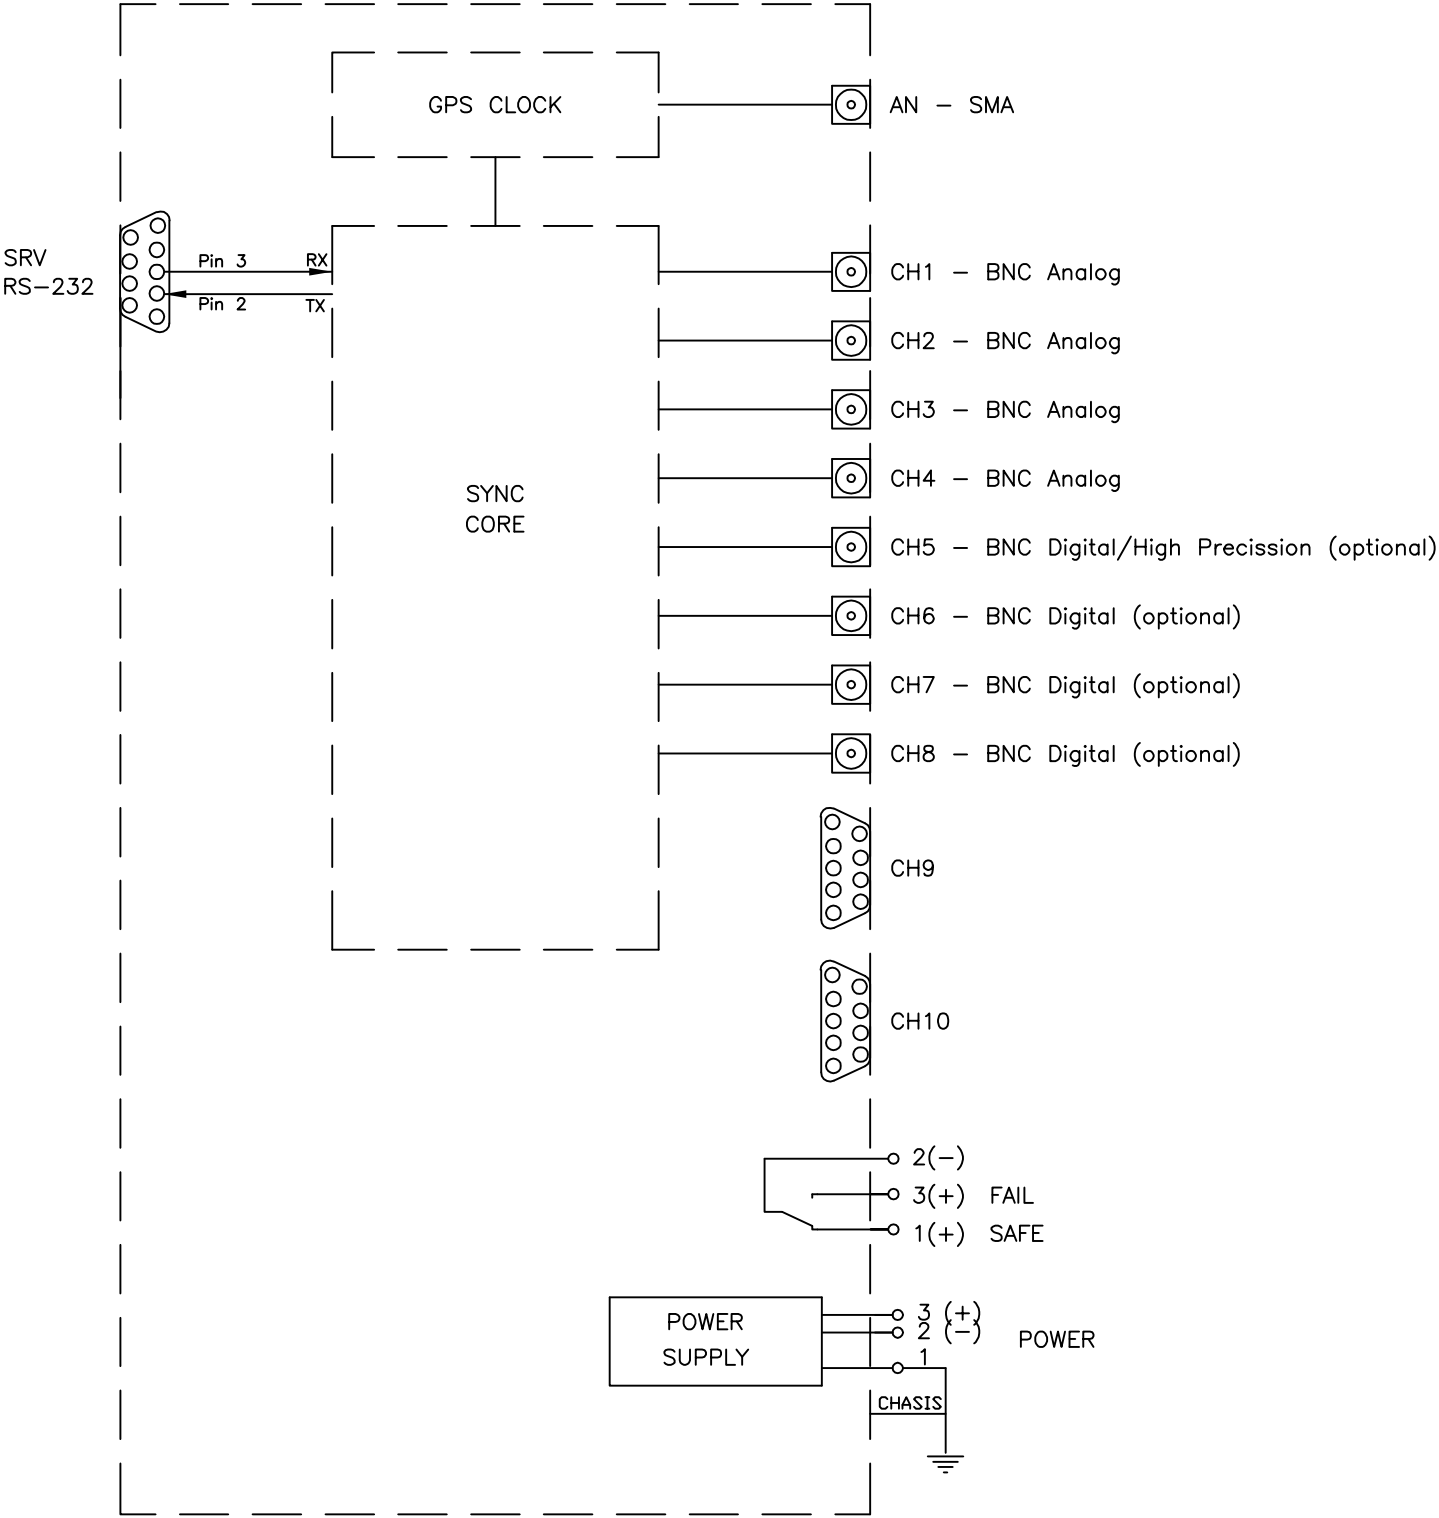 GPS CLOCK
AN - SMA
SRV
RS-232
Pin 3
RX
Pin 2
TX
SYNC
CORE
CH1 - BNC Analog
CH2 - BNC Analog
CH3 - BNC Analog
CH4 - BNC Analog
CH5 - BNC Digital/High Precission (optional)
CH6 - BNC Digital (optional)
CH7 - BNC Digital (optional)
CH8 - BNC Digital (optional)
CH9
CH10
2(-)
3(+) FAIL
1(+) SAFE
POWER
SUPPLY
3 (+)
2 (-)
1
POWER
CHASIS